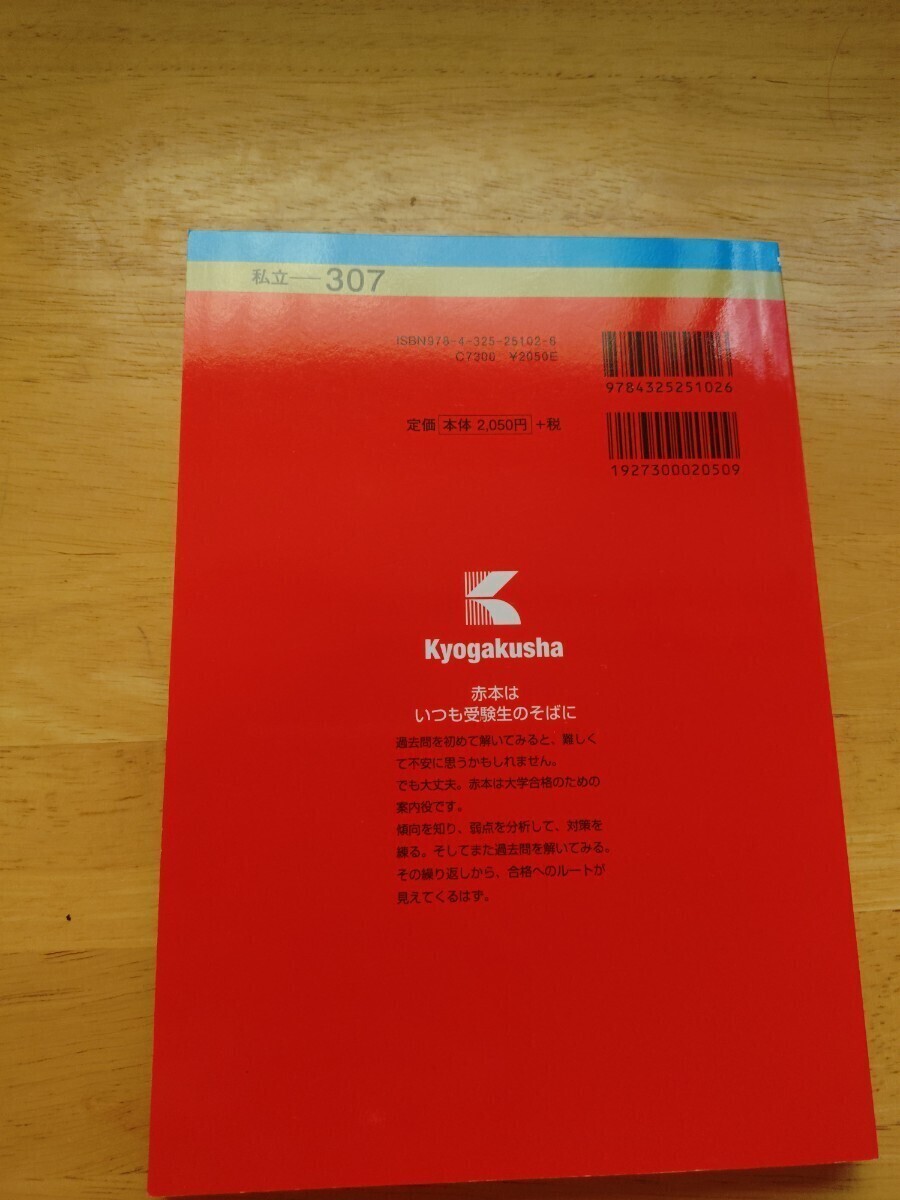 私立——307
ISBN978-4-325-25102-6
C7300 ¥2050E
9784325251026
定価 本体 2,050円 +税
1927300020509
Kyogakusha
赤本は
いつも受験生のそばに
過去問を初めて解いてみると、難しく
て不安に思うかもしれません。
でも大丈夫。赤本は大学合格のための
案内役です。
傾向を知り、弱点を分析して、対策を
練る。そしてまた過去問を解いてみる。
その繰り返しから、合格へのルートが
見えてくるはず。